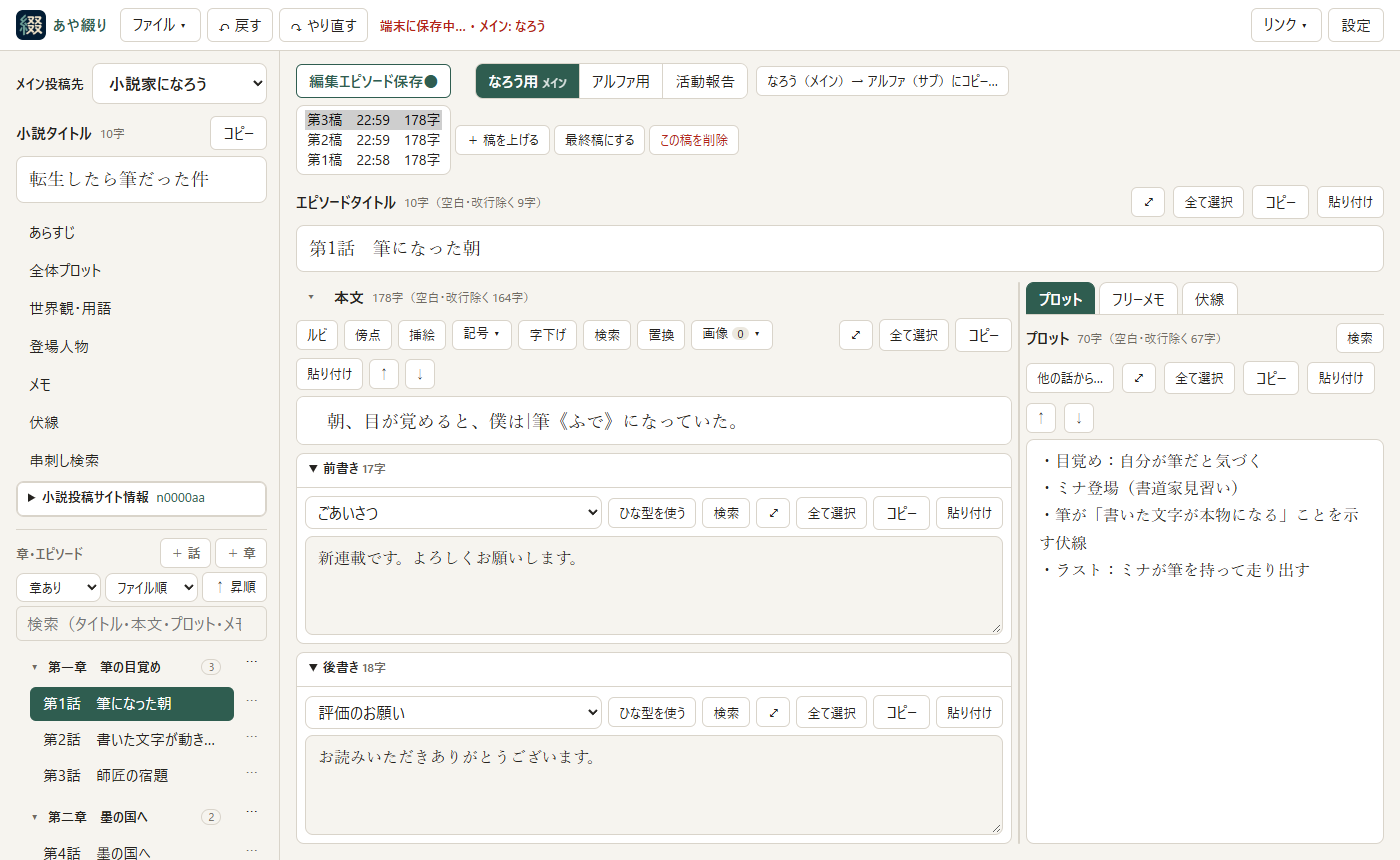 綴 あや綴り ファイル ▾ ↶ 戻す ↷ やり直す 端末に保存中… ・ メイン: なろう リンク ▾ 設定
メイン投稿先 小説家になろう
小説タイトル 10字 コピー
転生したら筆だった件
あらすじ
全体プロット
世界観・用語
登場人物
メモ
伏線
串刺し検索
▶ 小説投稿サイト情報 n0000aa
章・エピソード ＋ 話 ＋ 章
章あり ファイル順 ↑ 昇順
検索（タイトル・本文・プロット・メモ
▾ 第一章　筆の目覚め 3 …
第1話　筆になった朝 …
第2話　書いた文字が動き… …
第3話　師匠の宿題 …
▾ 第二章　墨の国へ 2 …
第4話　墨の国へ …
編集エピソード保存● なろう用 メイン アルファ用 活動報告 なろう（メイン）→ アルファ（サブ）にコピー…
第3稿　22:59　178字
第2稿　22:59　178字
第1稿　22:58　178字
＋ 稿を上げる 最終稿にする この稿を削除
エピソードタイトル 10字（空白・改行除く9字） ⤢ 全て選択 コピー 貼り付け
第1話　筆になった朝
▾ 本文 178字（空白・改行除く164字）
ルビ 傍点 挿絵 記号 ▾ 字下げ 検索 置換 画像 0 ▾ ⤢ 全て選択 コピー
貼り付け ↑ ↓
　朝、目が覚めると、僕は|筆《ふで》になっていた。
▼ 前書き 17字
ごあいさつ ひな型を使う 検索 ⤢ 全て選択 コピー 貼り付け
新連載です。よろしくお願いします。
▼ 後書き 18字
評価のお願い ひな型を使う 検索 ⤢ 全て選択 コピー 貼り付け
お読みいただきありがとうございます。
プロット フリーメモ 伏線
プロット 70字（空白・改行除く67字） 検索
他の話から… ⤢ 全て選択 コピー 貼り付け
↑ ↓
・目覚め：自分が筆だと気づく
・ミナ登場（書道家見習い）
・筆が「書いた文字が本物になる」ことを示
す伏線
・ラスト：ミナが筆を持って走り出す